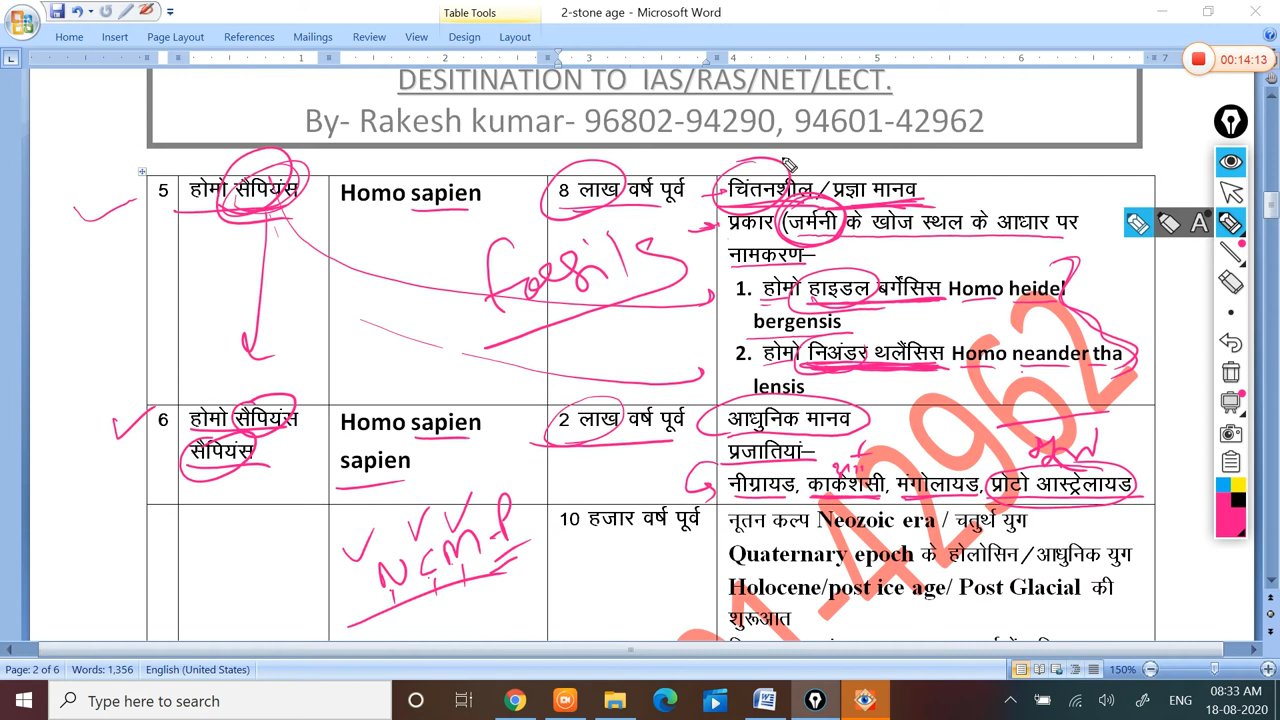 Table Tools
2-stone age - Microsoft Word
Home Insert Page Layout References Mailings Review View Design Layout
00:14:13
DESITINATION TO IAS/RAS/NET/LECT.
By- Rakesh kumar- 96802-94290, 94601-42962
5 होमो सैपियंस Homo sapien 8 लाख वर्ष पूर्व चिंतनशील/प्रज्ञा मानव
प्रकार (जर्मनी के खोज स्थल के आधार पर
नामकरण–
1. होमो हाइडल बर्गेंसिस Homo heidel
bergensis
2. होमो निअंडर थलैंसिस Homo neander tha
lensis
fossils
6 होमो सैपियंस
सैपियंस
Homo sapien
sapien
2 लाख वर्ष पूर्व
आधुनिक मानव
प्रजातियां–
नीग्रायड, काकेशसी, मंगोलायड, प्रोटो आस्ट्रेलायड
N C M P
10 हजार वर्ष पूर्व नूतन कल्प Neozoic era / चतुर्थ युग
Quaternary epoch के होलोसिन/आधुनिक युग
Holocene/post ice age/ Post Glacial की
शुरूआत
01-42962
Page: 2 of 6 Words: 1,356 English (United States) 150%
Type here to search
ENG
08:33 AM
18-08-2020